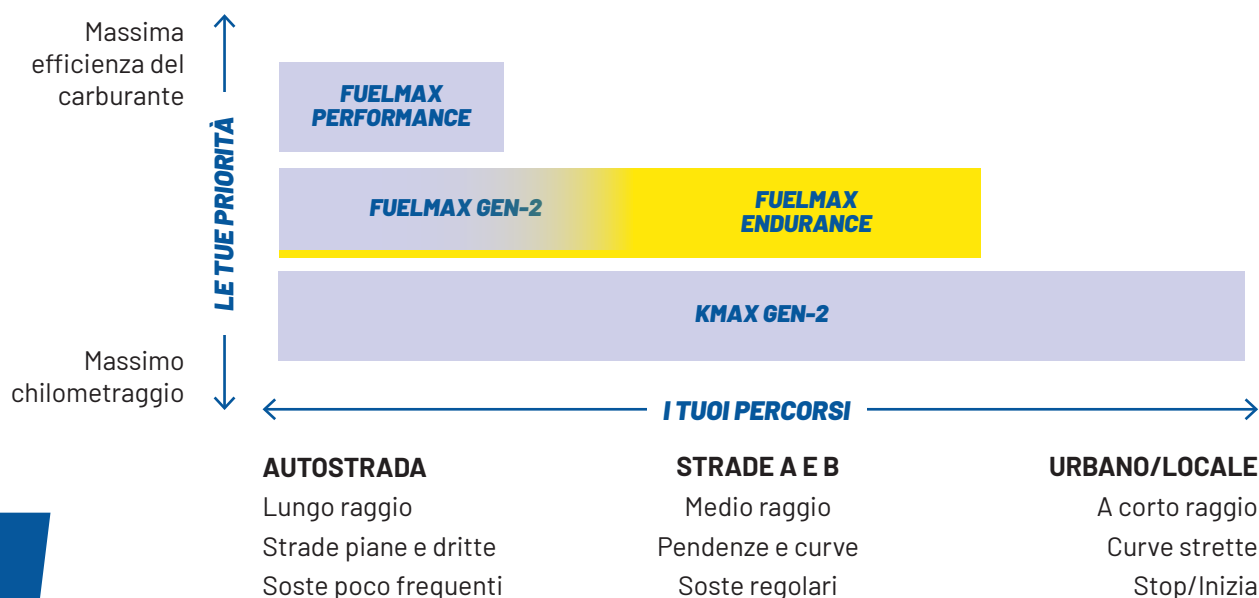 Massima
efficienza del
carburante
LE TUE PRIORITÀ
Massimo
chilometraggio
FUELMAX
PERFORMANCE
FUELMAX GEN-2
FUELMAX
ENDURANCE
KMAX GEN-2
I TUOI PERCORSI
AUTOSTRADA
Lungo raggio
Strade piane e dritte
Soste poco frequenti
STRADE A E B
Medio raggio
Pendenze e curve
Soste regolari
URBANO/LOCALE
A corto raggio
Curve strette
Stop/Inizia